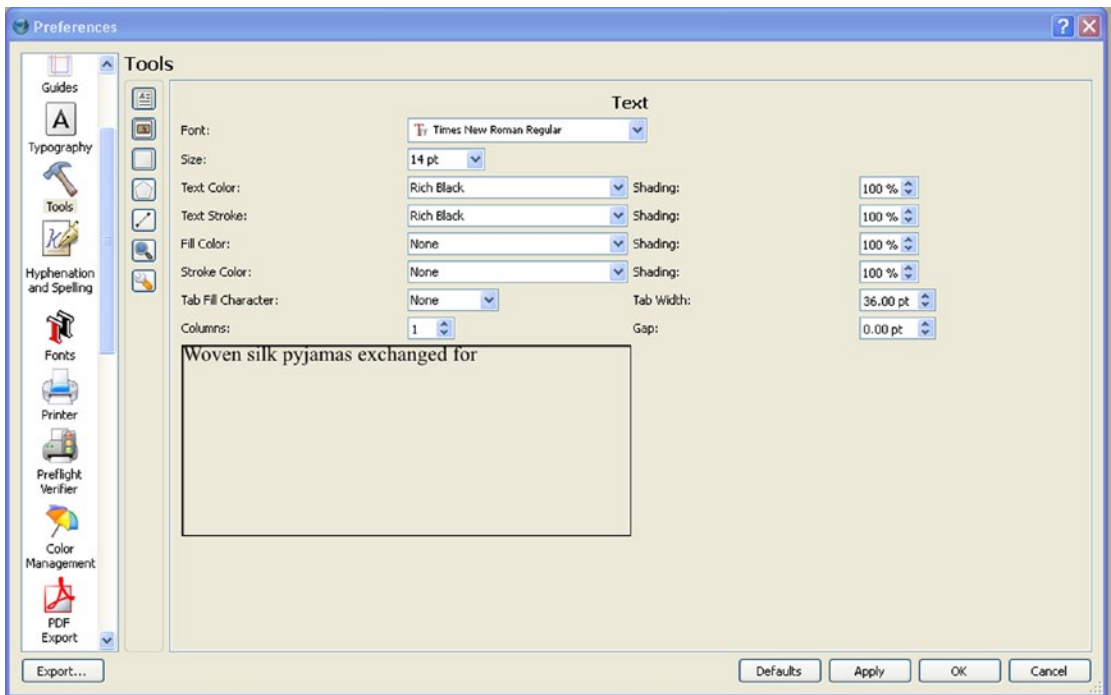 Preferences
Guides
Typography
Tools
Hyphenation
and Spelling
Fonts
Printer
Preflight
Verifier
Color
Management
PDF
Export
Export...
Tools
Text
Font: Times New Roman Regular
Size: 14 pt
Text Color: Rich Black Shading: 100 %
Text Stroke: Rich Black Shading: 100 %
Fill Color: None Shading: 100 %
Stroke Color: None Shading: 100 %
Tab Fill Character: None Tab Width: 36.00 pt
Columns: 1 Gap: 0.00 pt
Woven silk pyjamas exchanged for
Defaults Apply OK Cancel